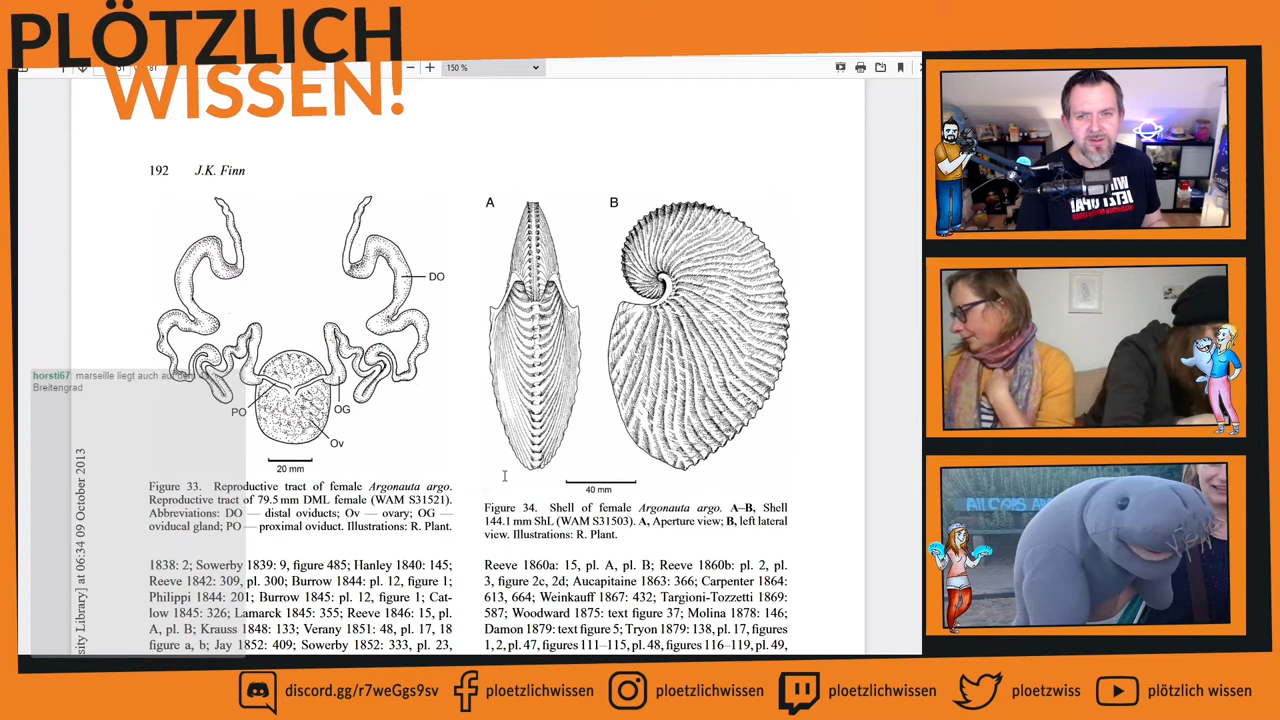 PLÖTZLICH
WISSEN!
150 %
192 J.K. Finn
DO
PO
OG
Ov
20 mm
A
B
40 mm
horsti67: marseille liegt auch auf dem
Breitengrad
Figure 33. Reproductive tract of female Argonauta argo.
Reproductive tract of 79.5 mm DML female (WAM S31521).
Abbreviations: DO — distal oviducts; Ov — ovary; OG —
oviducal gland; PO — proximal oviduct. Illustrations: R. Plant.
Figure 34. Shell of female Argonauta argo. A–B, Shell
144.1 mm ShL (WAM S31503). A, Aperture view; B, left lateral
view. Illustrations: R. Plant.
1838: 2; Sowerby 1839: 9, figure 485; Hanley 1840: 145;
Reeve 1842: 309, pl. 300; Burrow 1844: pl. 12, figure 1;
Philippi 1844: 201; Burrow 1845: pl. 12, figure 1; Cat-
low 1845: 326; Lamarck 1845: 355; Reeve 1846: 15, pl.
A, pl. B; Krauss 1848: 133; Verany 1851: 48, pl. 17, 18
figure a, b; Jay 1852: 409; Sowerby 1852: 333, pl. 23,
Reeve 1860a: 15, pl. A, pl. B; Reeve 1860b: pl. 2, pl.
3, figure 2c, 2d; Aucapitaine 1863: 366; Carpenter 1864:
613, 664; Weinkauff 1867: 432; Targioni-Tozzetti 1869:
587; Woodward 1875: text figure 37; Molina 1878: 146;
Damon 1879: text figure 5; Tryon 1879: 138, pl. 17, figures
1, 2, pl. 47, figures 111–115, pl. 48, figures 116–119, pl. 49,
sity Library] at 06:34 09 October 2013
discord.gg/r7weGgs9sv
ploetzlichwissen
ploetzlichwissen
ploetzlichwissen
ploetzwiss
plötzlich wissen